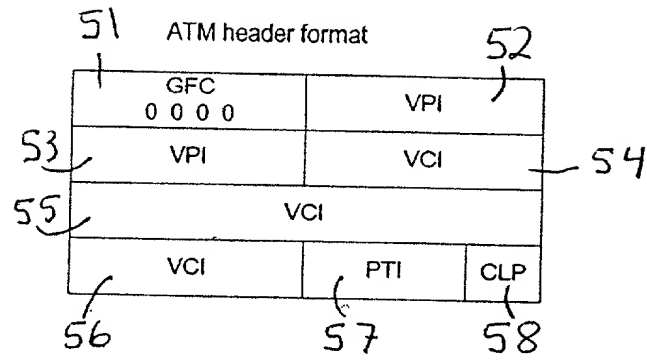 51 ATM header format 52
GFC VPI
0 0 0 0
53 VPI VCI 54
55 VCI
VCI PTI CLP
56 57 58